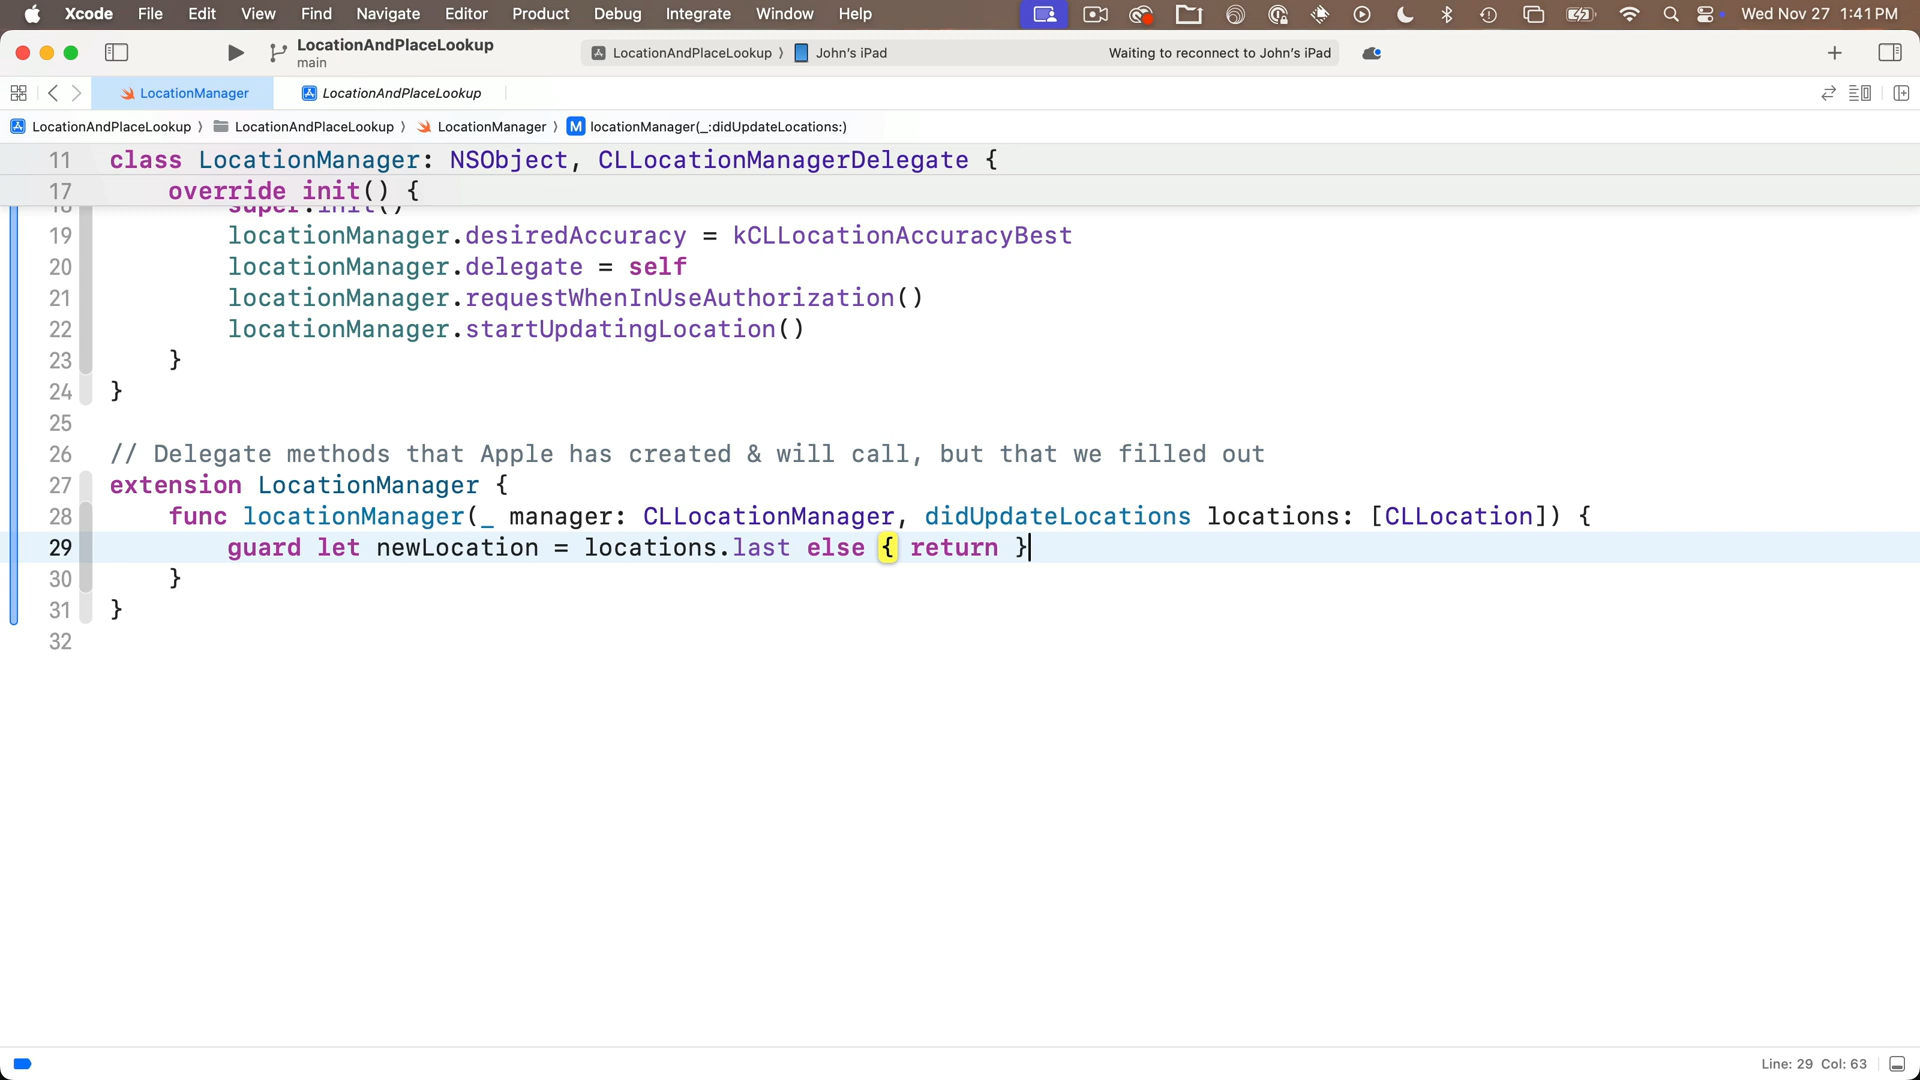 Xcode File Edit View Find Navigate Editor Product Debug Integrate Window Help Wed Nov 27 1:41 PM
LocationAndPlaceLookup
main
LocationAndPlaceLookup 〉 John's iPad Waiting to reconnect to John's iPad
LocationManager LocationAndPlaceLookup
LocationAndPlaceLookup 〉 LocationAndPlaceLookup 〉 LocationManager 〉 M locationManager(_:didUpdateLocations:)
11 class LocationManager: NSObject, CLLocationManagerDelegate {
17 override init() {
18 super.init()
19 locationManager.desiredAccuracy = kCLLocationAccuracyBest
20 locationManager.delegate = self
21 locationManager.requestWhenInUseAuthorization()
22 locationManager.startUpdatingLocation()
23 }
24 }
25
26 // Delegate methods that Apple has created & will call, but that we filled out
27 extension LocationManager {
28 func locationManager(_ manager: CLLocationManager, didUpdateLocations locations: [CLLocation]) {
29 guard let newLocation = locations.last else { return }
30 }
31 }
32
Line: 29 Col: 63